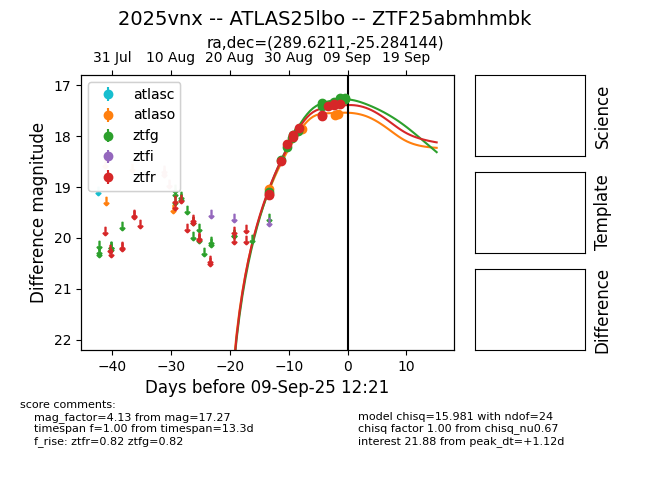 2025vnx -- ATLAS25lbo -- ZTF25abmhmbk
ra,dec=(289.6211,-25.284144)
31 Jul 10 Aug 20 Aug 30 Aug 09 Sep 19 Sep
17
18
19
20
21
22
Difference magnitude
atlasc
atlaso
ztfg
ztfi
ztfr
−40 −30 −20 −10 0 10
Days before 09-Sep-25 12:21
Science
Template
Difference
score comments:
mag_factor=4.13 from mag=17.27
timespan f=1.00 from timespan=13.3d
f_rise: ztfr=0.82 ztfg=0.82
model chisq=15.981 with ndof=24
chisq factor 1.00 from chisq_nu0.67
interest 21.88 from peak_dt=+1.12d